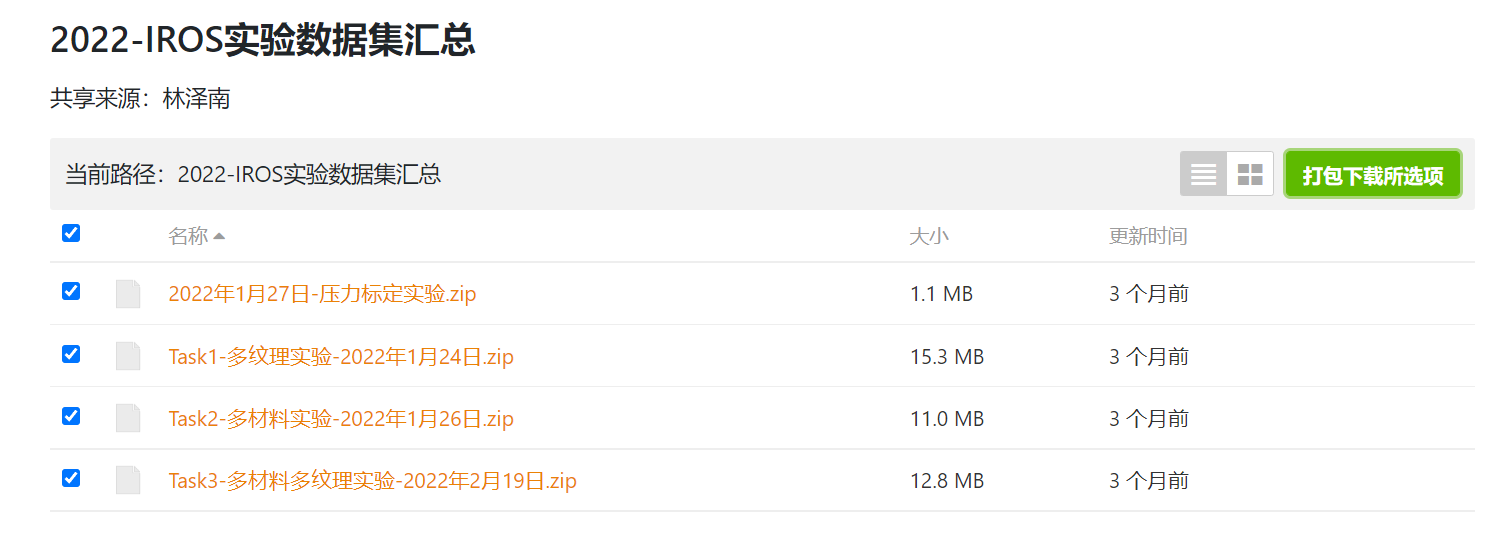 2022-IROS实验数据集汇总
共享来源：林泽南
当前路径：2022-IROS实验数据集汇总
打包下载所选项
名称 大小 更新时间
2022年1月27日-压力标定实验.zip 1.1 MB 3 个月前
Task1-多纹理实验-2022年1月24日.zip 15.3 MB 3 个月前
Task2-多材料实验-2022年1月26日.zip 11.0 MB 3 个月前
Task3-多材料多纹理实验-2022年2月19日.zip 12.8 MB 3 个月前